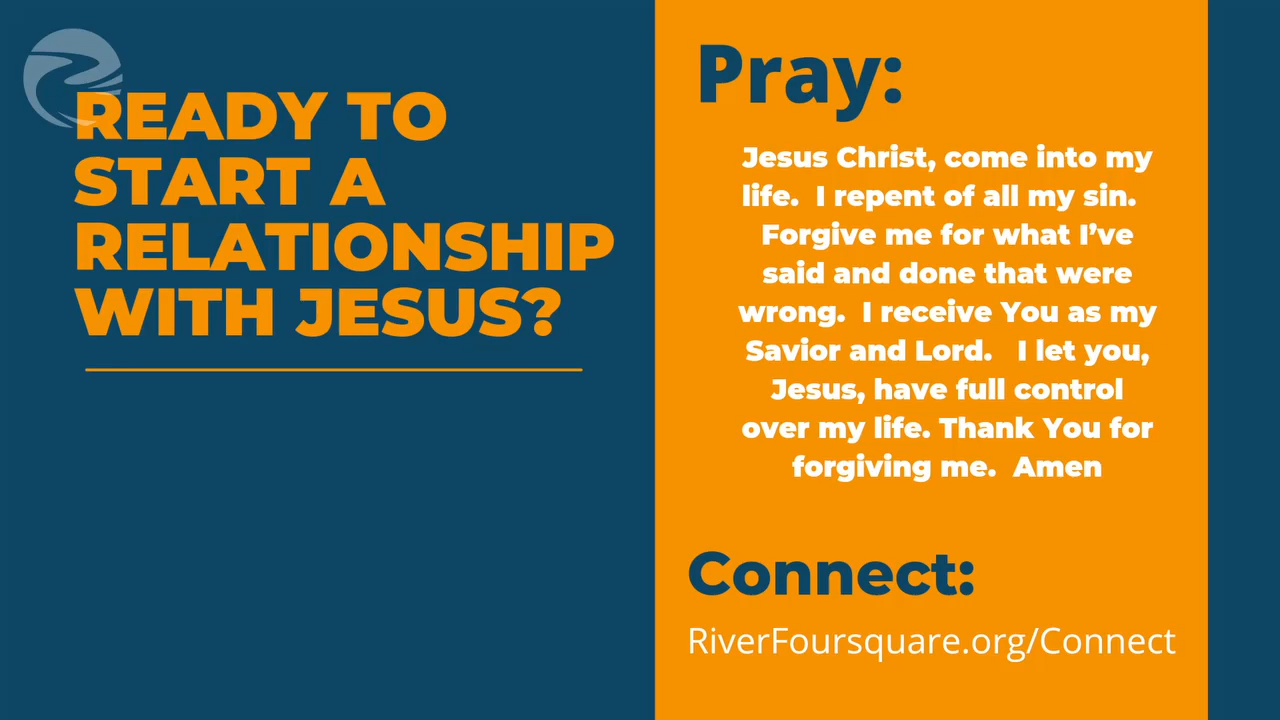 READY TO
START A
RELATIONSHIP
WITH JESUS?
Pray:
Jesus Christ, come into my
life.  I repent of all my sin.
Forgive me for what I’ve
said and done that were
wrong.  I receive You as my
Savior and Lord.   I let you,
Jesus, have full control
over my life. Thank You for
forgiving me.  Amen
Connect:
RiverFoursquare.org/Connect